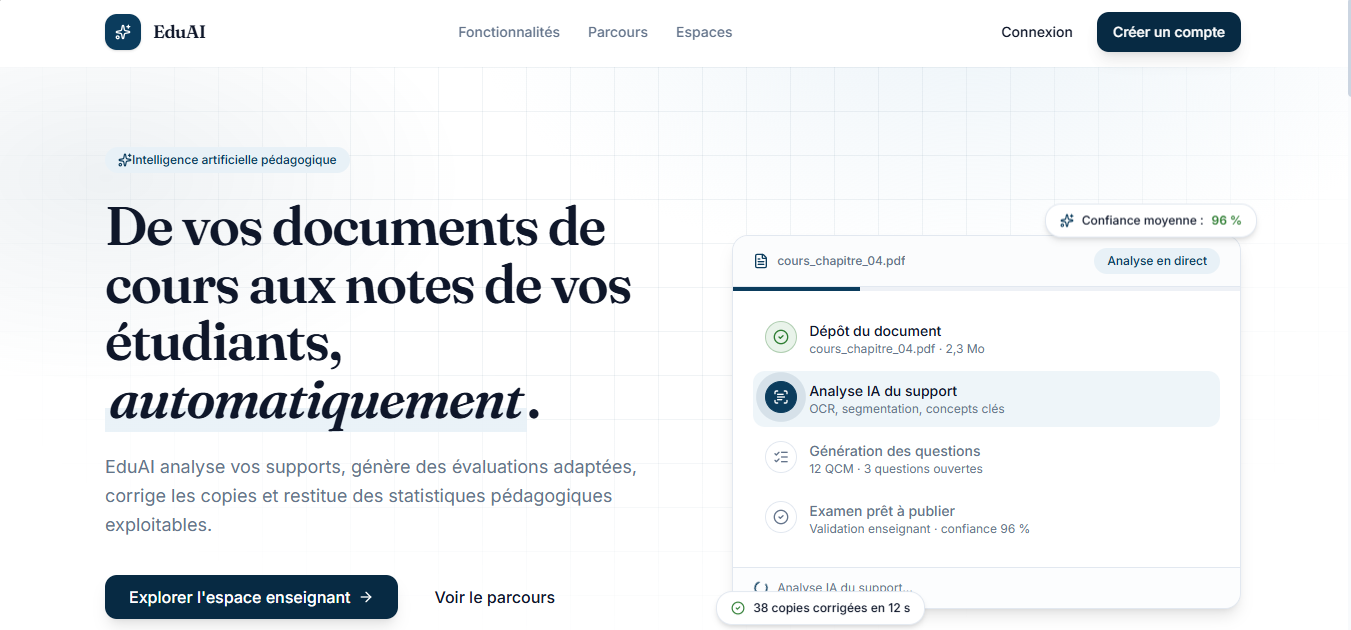 EduAI
Fonctionnalités
Parcours
Espaces
Connexion
Créer un compte
Intelligence artificielle pédagogique
De vos documents de
cours aux notes de vos
étudiants,
automatiquement.
EduAI analyse vos supports, génère des évaluations adaptées,
corrige les copies et restitue des statistiques pédagogiques
exploitables.
Explorer l'espace enseignant →
Voir le parcours
Confiance moyenne : 96 %
cours_chapitre_04.pdf
Analyse en direct
Dépôt du document
cours_chapitre_04.pdf · 2,3 Mo
Analyse IA du support
OCR, segmentation, concepts clés
Génération des questions
12 QCM · 3 questions ouvertes
Examen prêt à publier
Validation enseignant · confiance 96 %
Analyse IA du support...
38 copies corrigées en 12 s